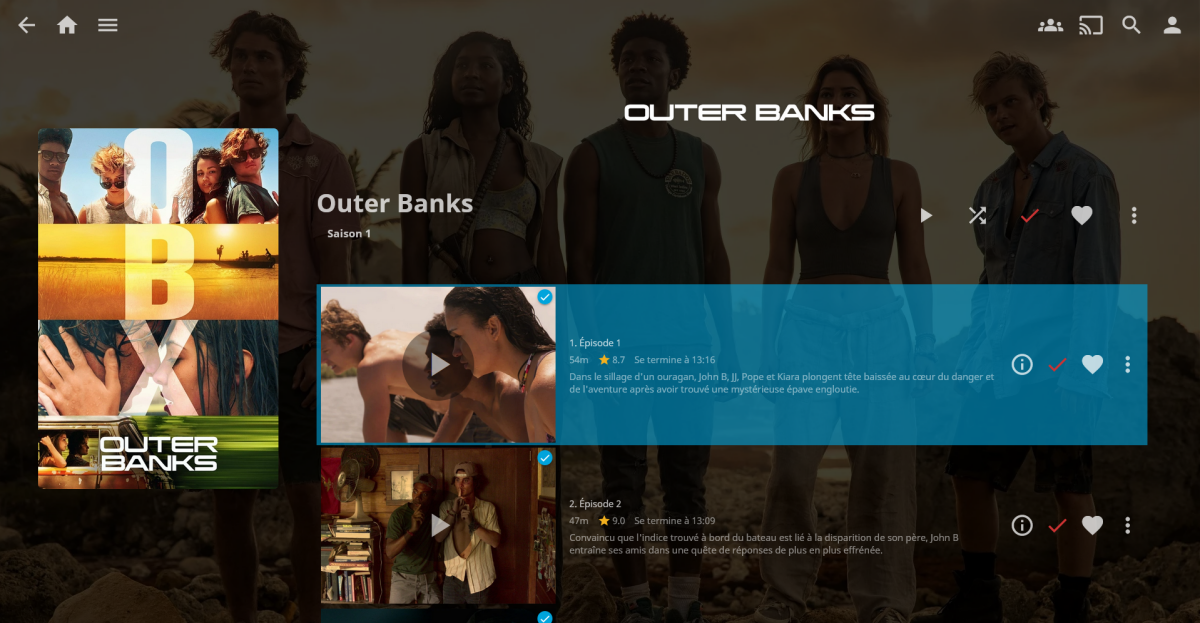 OUTER BANKS
O
B
X
OUTER
BANKS
Outer Banks
Saison 1
1. Épisode 1
54m 8.7 Se termine à 13:16
Dans le sillage d'un ouragan, John B, JJ, Pope et Kiara plongent tête baissée au cœur du danger et
de l'aventure après avoir trouvé une mystérieuse épave engloutie.
2. Épisode 2
47m 9.0 Se termine à 13:09
Convaincu que l'indice trouvé à bord du bateau est lié à la disparition de son père, John B
entraîne ses amis dans une quête de réponses de plus en plus effrénée.